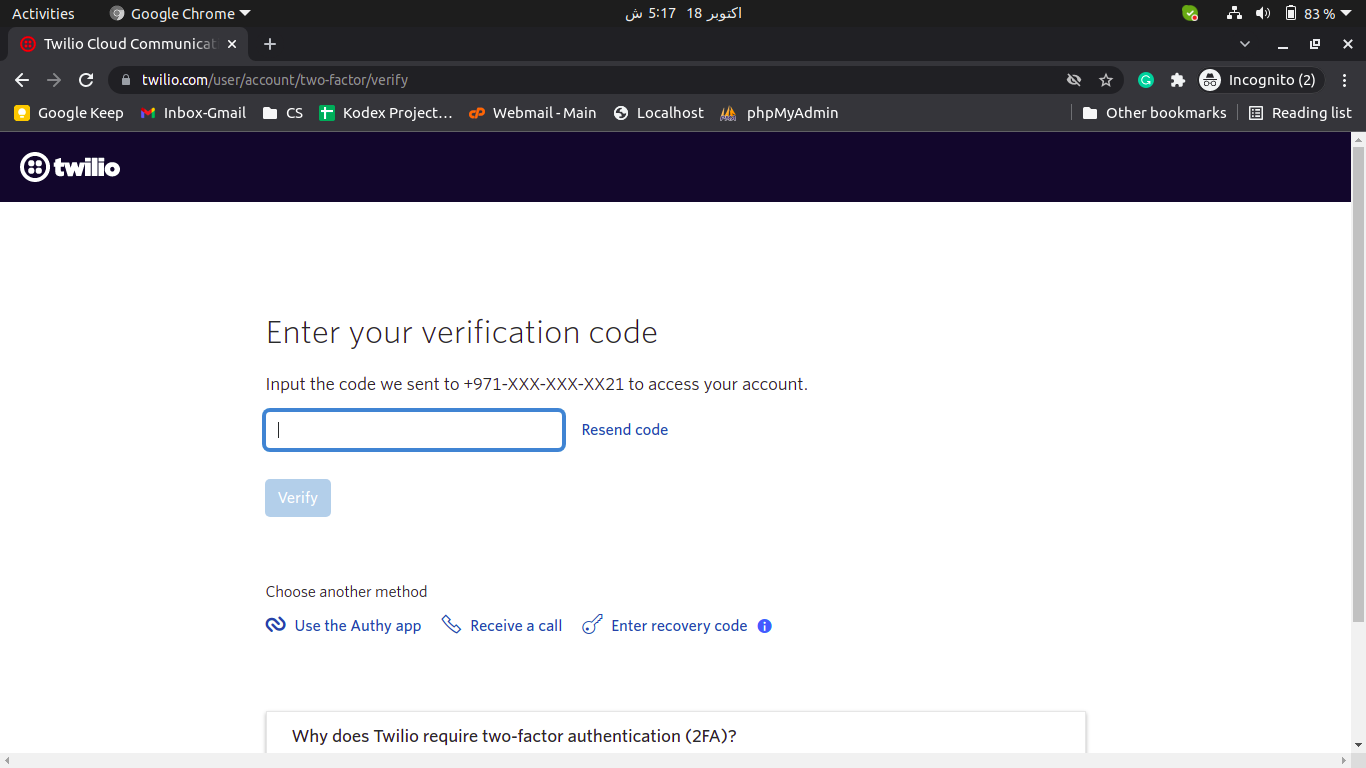 Activities
Google Chrome
اکتوبر 18 5:17 ش
83 %
Twilio Cloud Communicat
twilio.com/user/account/two-factor/verify
Incognito (2)
Google Keep
Inbox-Gmail
CS
Kodex Project…
Webmail - Main
Localhost
phpMyAdmin
Other bookmarks
Reading list
twilio
Enter your verification code
Input the code we sent to +971-XXX-XXX-XX21 to access your account.
Resend code
Verify
Choose another method
Use the Authy app
Receive a call
Enter recovery code
Why does Twilio require two-factor authentication (2FA)?